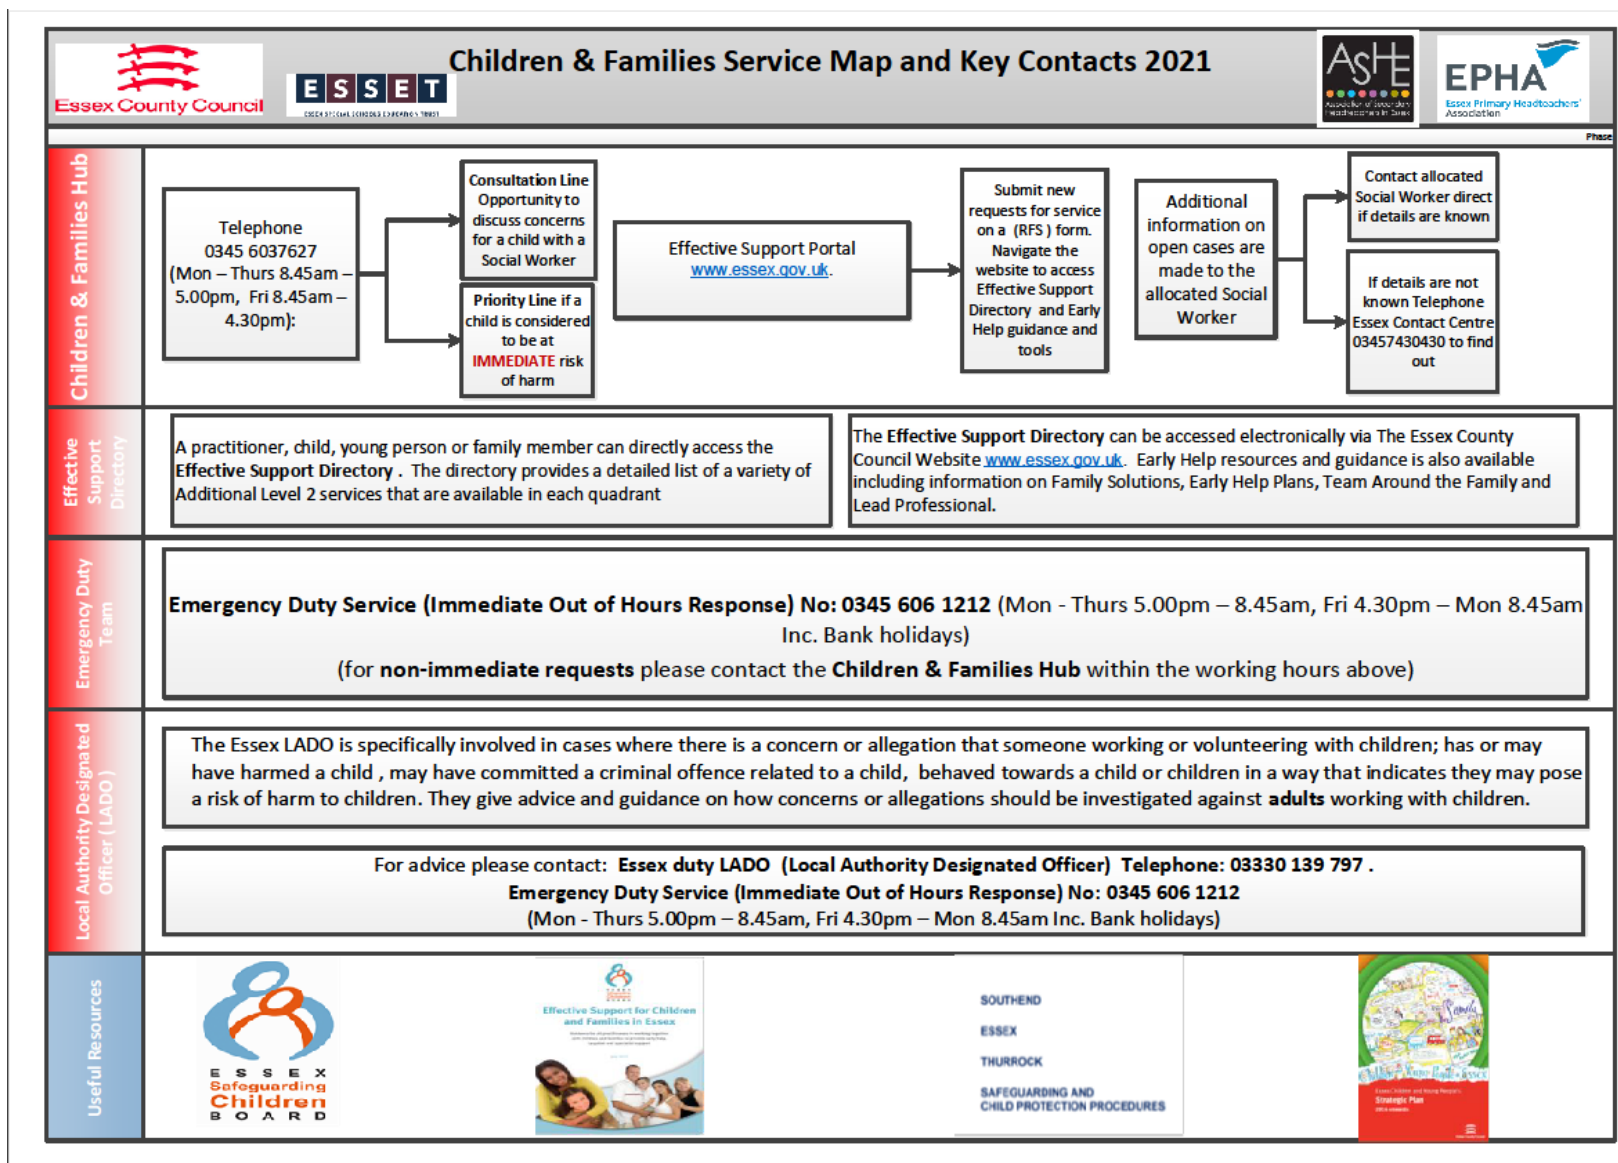 Children & Families Service Map and Key Contacts 2021
Essex County Council
ESSET
ESSEX SPECIAL SCHOOLS EDUCATION TRUST
ASHE
Association of Secondary
Headteachers in Essex
EPHA
Essex Primary Headteachers'
Association
Phase
Children & Families Hub
Telephone
0345 6037627
(Mon – Thurs 8.45am –
5.00pm, Fri 8.45am –
4.30pm):
Consultation Line
Opportunity to
discuss concerns
for a child with a
Social Worker
Priority Line if a
child is considered
to be at
IMMEDIATE risk
of harm
Effective Support Portal
www.essex.gov.uk.
Submit new
requests for service
on a (RFS ) form.
Navigate the
website to access
Effective Support
Directory and Early
Help guidance and
tools
Additional
information on
open cases are
made to the
allocated Social
Worker
Contact allocated
Social Worker direct
if details are known
If details are not
known Telephone
Essex Contact Centre
03457430430 to find
out
Effective
Support
Directory
A practitioner, child, young person or family member can directly access the
Effective Support Directory . The directory provides a detailed list of a variety of
Additional Level 2 services that are available in each quadrant
The Effective Support Directory can be accessed electronically via The Essex County
Council Website www.essex.gov.uk. Early Help resources and guidance is also available
including information on Family Solutions, Early Help Plans, Team Around the Family and
Lead Professional.
Emergency Duty
Team
Emergency Duty Service (Immediate Out of Hours Response) No: 0345 606 1212 (Mon - Thurs 5.00pm – 8.45am, Fri 4.30pm – Mon 8.45am
Inc. Bank holidays)
(for non-immediate requests please contact the Children & Families Hub within the working hours above)
Local Authority Designated
Officer ( LADO )
The Essex LADO is specifically involved in cases where there is a concern or allegation that someone working or volunteering with children; has or may
have harmed a child , may have committed a criminal offence related to a child, behaved towards a child or children in a way that indicates they may pose
a risk of harm to children. They give advice and guidance on how concerns or allegations should be investigated against adults working with children.
For advice please contact: Essex duty LADO (Local Authority Designated Officer) Telephone: 03330 139 797 .
Emergency Duty Service (Immediate Out of Hours Response) No: 0345 606 1212
(Mon - Thurs 5.00pm – 8.45am, Fri 4.30pm – Mon 8.45am Inc. Bank holidays)
Useful Resources
ESSEX
Safeguarding
Children
BOARD
Effective Support for Children
and Families in Essex
SOUTHEND
ESSEX
THURROCK
SAFEGUARDING AND
CHILD PROTECTION PROCEDURES
Essex Children and Young People's
Strategic Plan